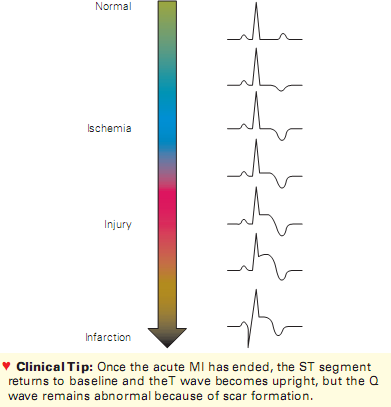 Normal
Ischemia
Injury
Infarction
♥ Clinical Tip: Once the acute MI has ended, the ST segment
returns to baseline and theT wave becomes upright, but the Q
wave remains abnormal because of scar formation.